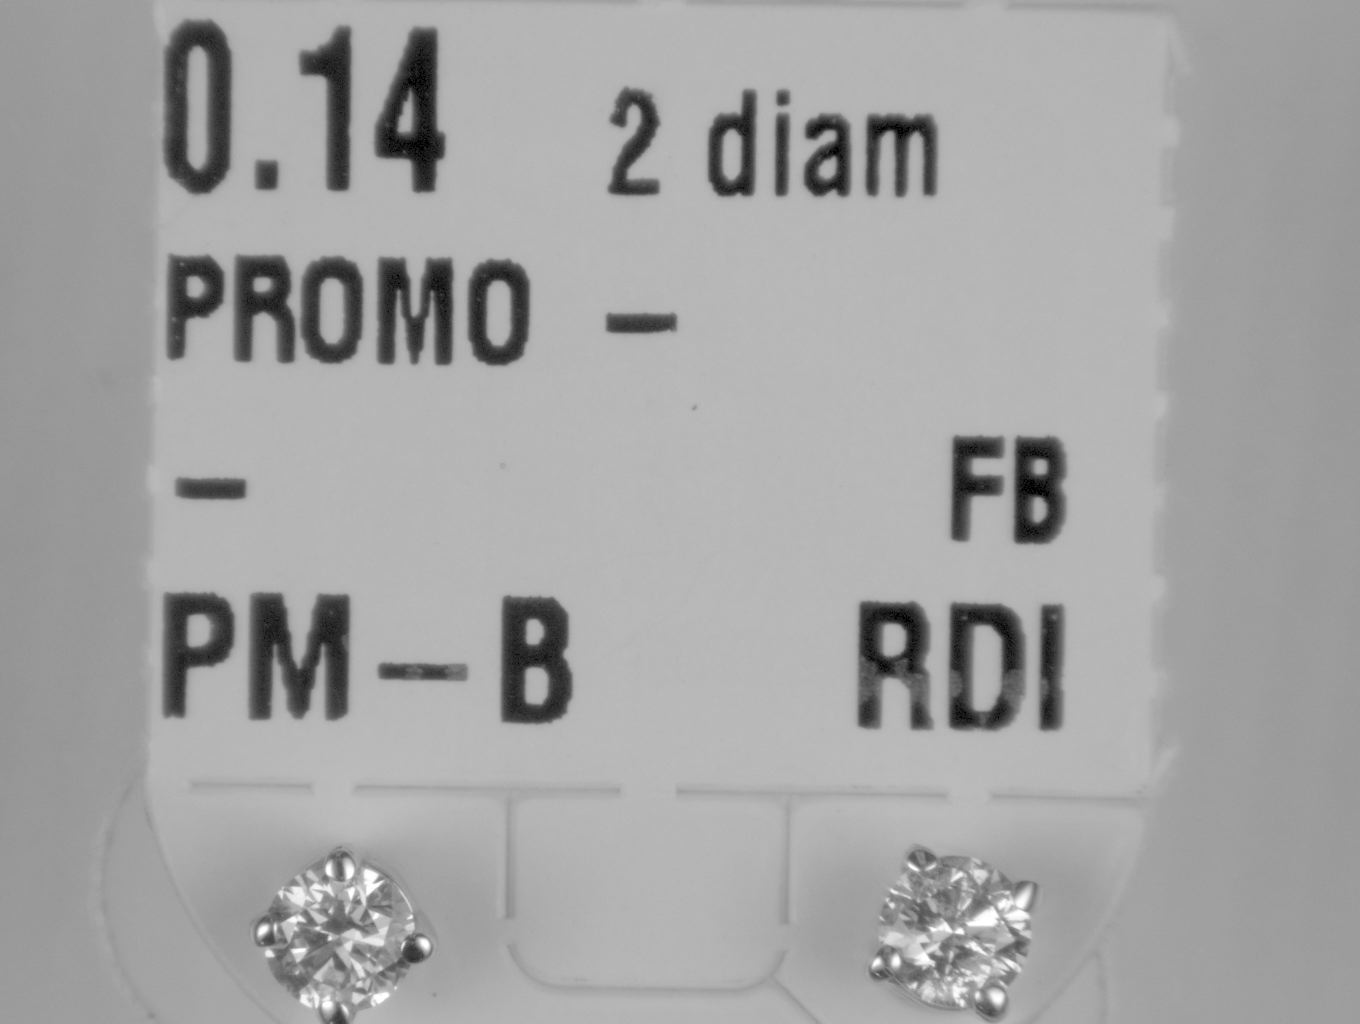 0.14 2 diam
PROMO –
– FB
PM – B RDI